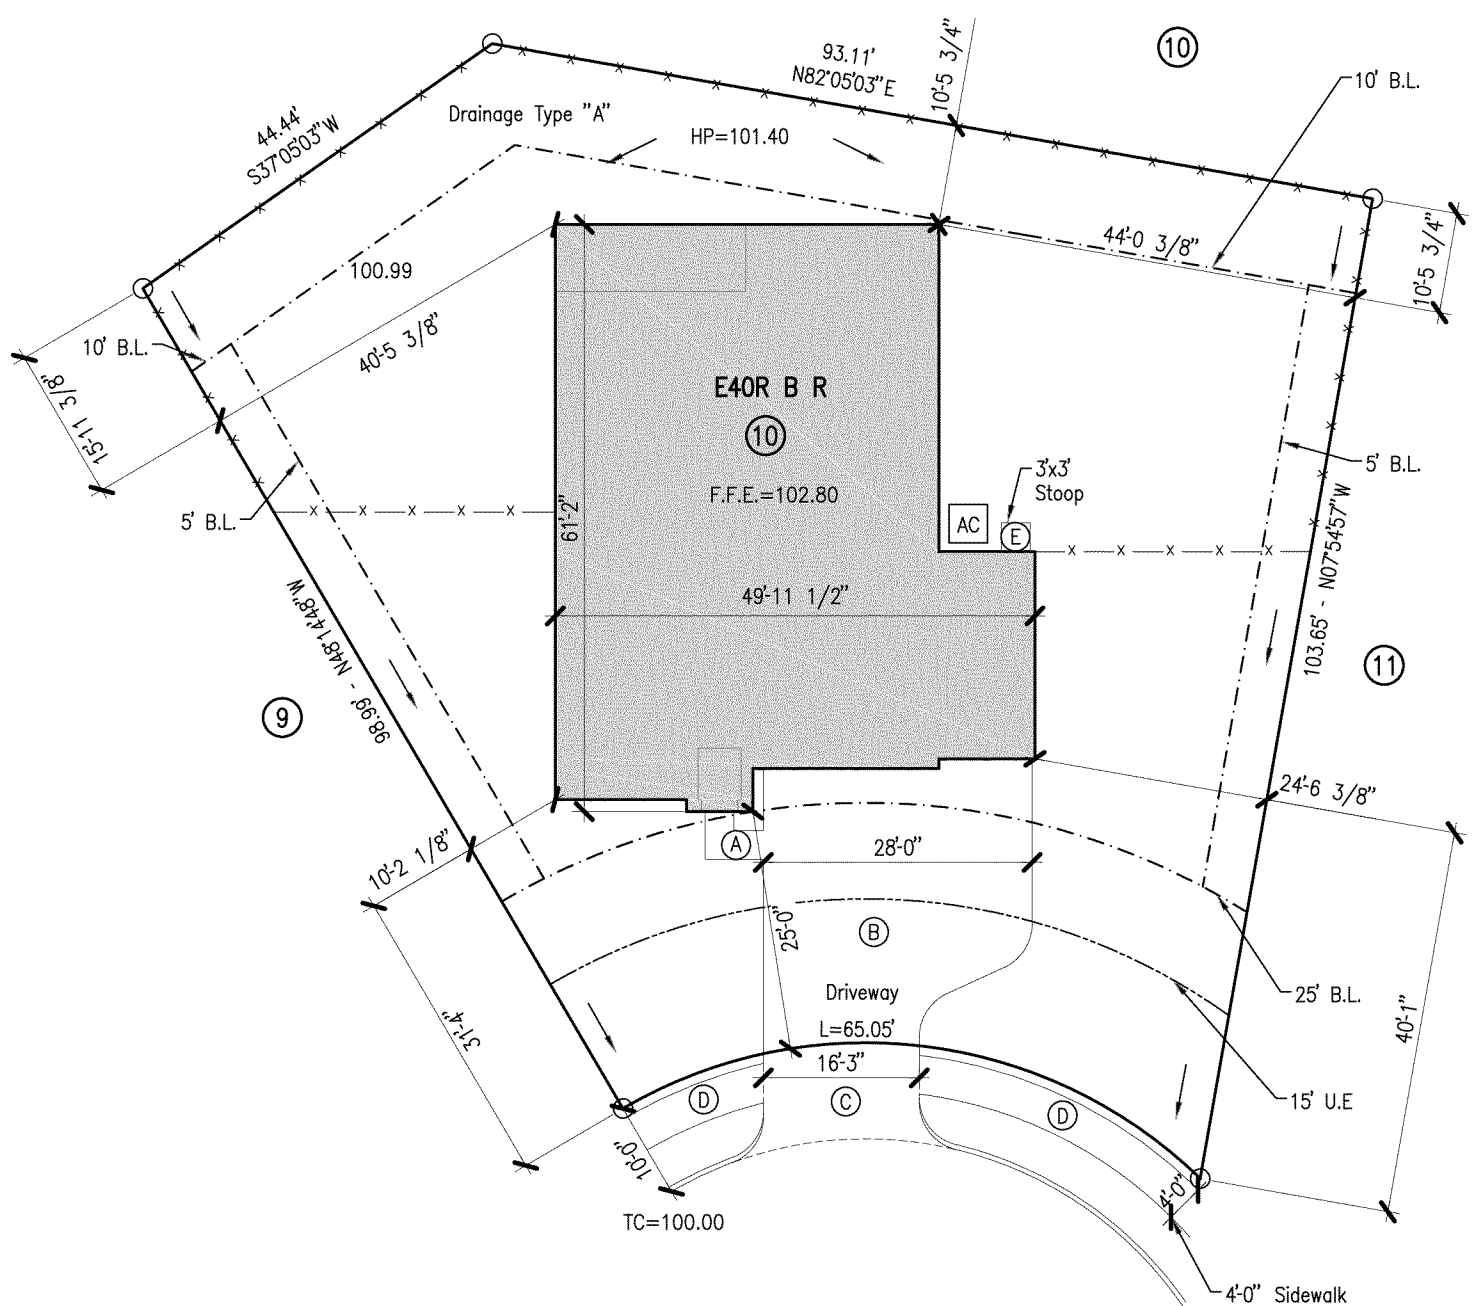 10
93.11'
N82°05'03"E
10'-5 3/4"
10' B.L.
44.44'
S37°05'03"W
Drainage Type "A"
HP=101.40
44'-0 3/8"
10'-5 3/4"
100.99
10' B.L.
40'-5 3/8"
15'-11 3/8"
E40R B R
10
F.F.E.=102.80
3'x3'
Stoop
5' B.L.
5' B.L.
61'-2"
AC
E
49'-11 1/2"
103.65' - N07°54'57"W
98.99' - N48°14'48"W
11
9
24'-6 3/8"
10'-2 1/8"
A
28'-0"
25'-0"
B
Driveway
L=65.05'
25' B.L.
31'-4"
40'-1"
16'-3"
D
C
D
15' U.E
10'-0"
4'-0"
TC=100.00
4'-0" Sidewalk